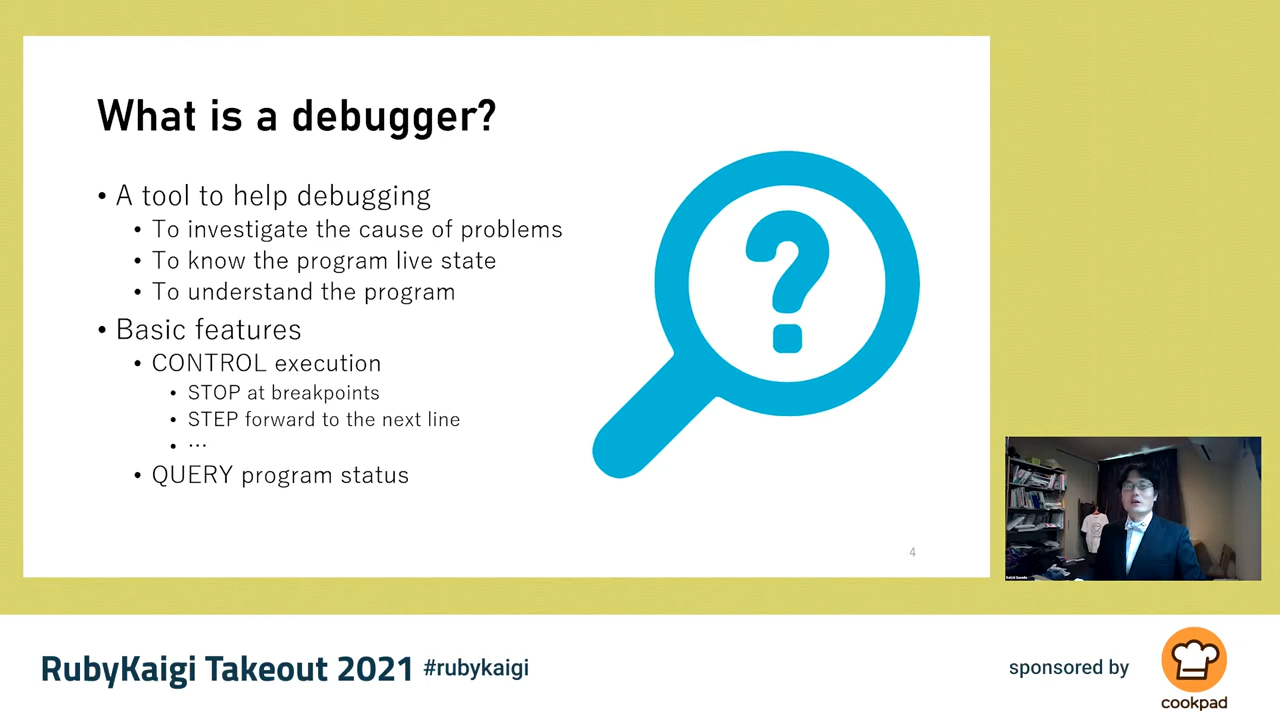 What is a debugger?
• A tool to help debugging
• To investigate the cause of problems
• To know the program live state
• To understand the program
• Basic features
• CONTROL execution
• STOP at breakpoints
• STEP forward to the next line
• …
• QUERY program status
?
4
RubyKaigi Takeout 2021 #rubykaigi
sponsored by
cookpad